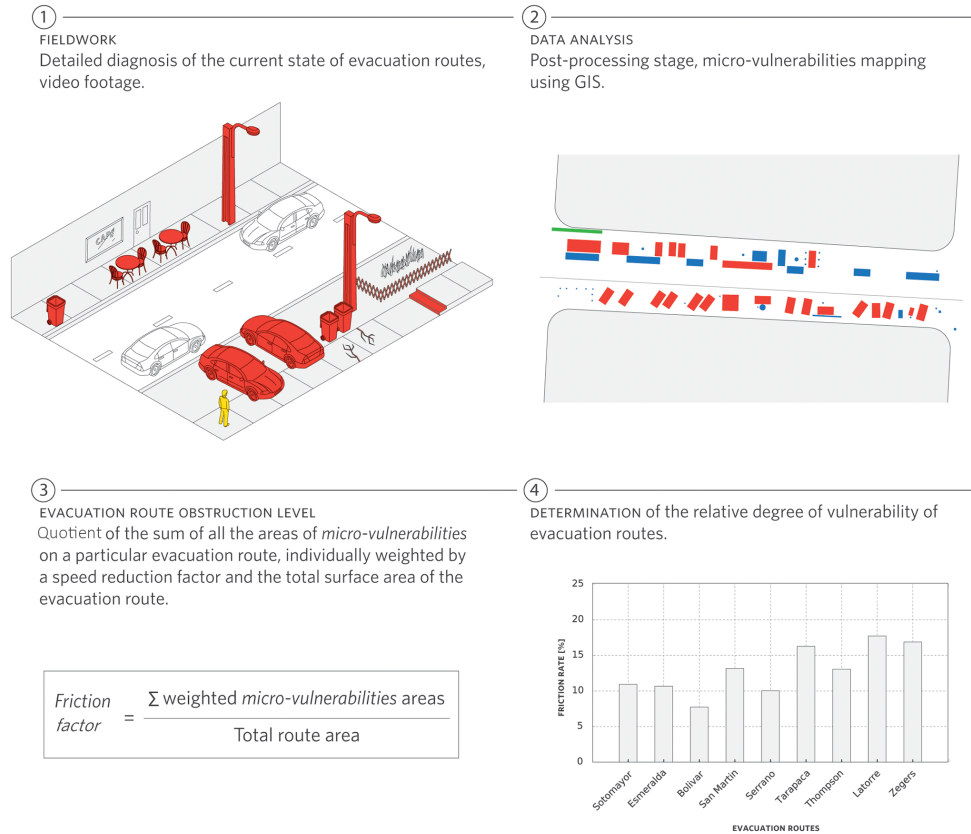 1
FIELDWORK
Detailed diagnosis of the current state of evacuation routes,
video footage.
CAFE
2
DATA ANALYSIS
Post-processing stage, micro-vulnerabilities mapping
using GIS.
3
EVACUATION ROUTE OBSTRUCTION LEVEL
Quotient of the sum of all the areas of micro-vulnerabilities
on a particular evacuation route, individually weighted by
a speed reduction factor and the total surface area of the
evacuation route.
Friction
factor
=
∑ weighted micro-vulnerabilities areas
Total route area
4
DETERMINATION of the relative degree of vulnerability of
evacuation routes.
FRICTION RATE [%]
25
20
15
10
5
0
Sotomayor
Esmeralda
Bolivar
San Martin
Serrano
Tarapaca
Thompson
Latorre
Zegers
EVACUATION ROUTES